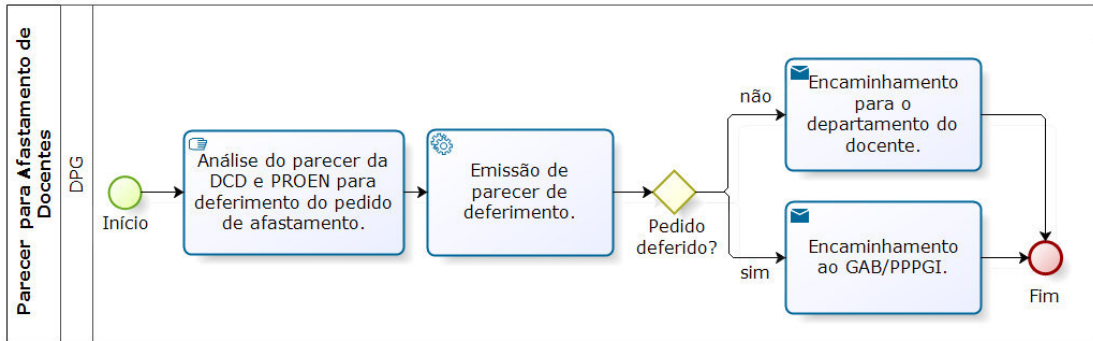 Parecer para Afastamento de
Docentes
DPG
Início
Análise do parecer da
DCD e PROEN para
deferimento do pedido
de afastamento.
Emissão de
parecer de
deferimento.
Pedido
deferido?
não
Encaminhamento
para o
departamento do
docente.
sim
Encaminhamento
ao GAB/PPPGI.
Fim